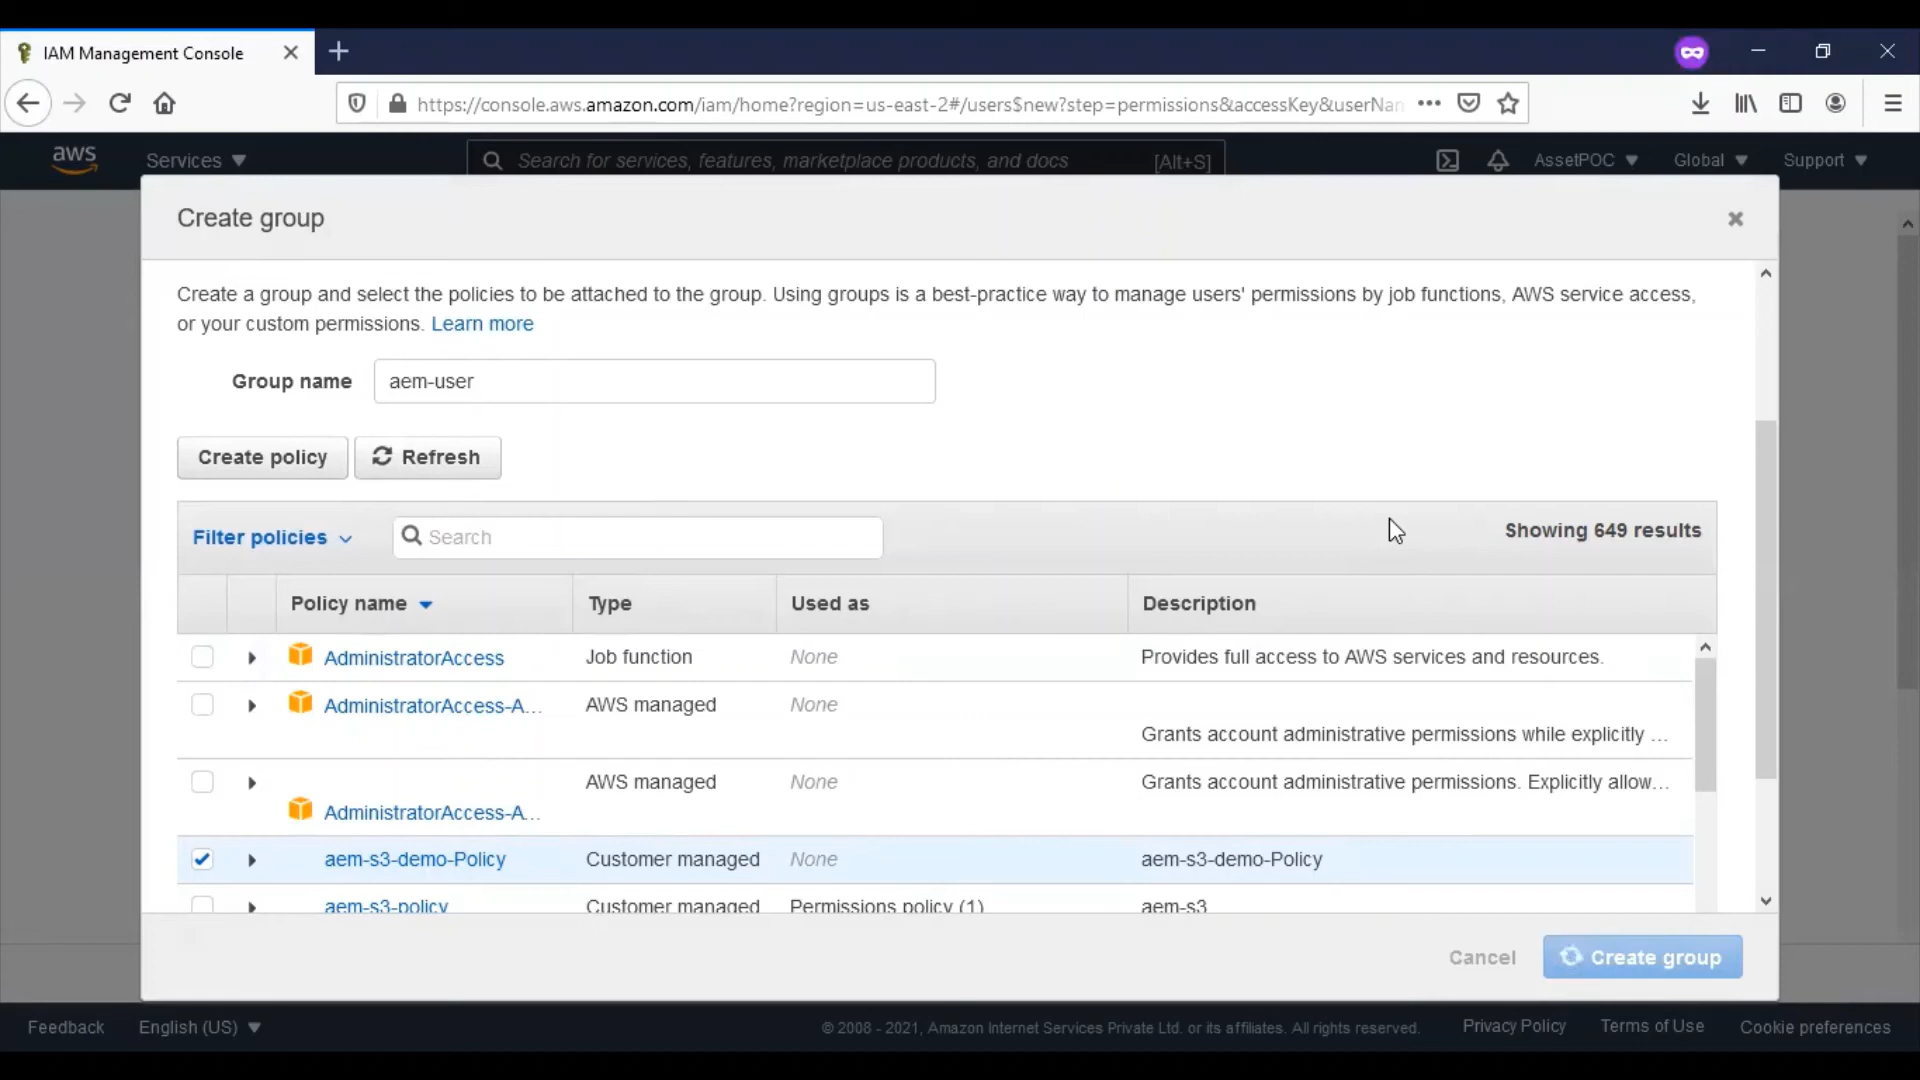 IAM Management Console
https://console.aws.amazon.com/iam/home?region=us-east-2#/users$new?step=permissions&accessKey&userNan
aws
Services
Search for services, features, marketplace products, and docs [Alt+S]
AssetPOC
Global
Support
Create group
Create a group and select the policies to be attached to the group. Using groups is a best-practice way to manage users' permissions by job functions, AWS service access,
or your custom permissions. Learn more
Group name aem-user
Create policy Refresh
Filter policies Search Showing 649 results
Policy name Type Used as Description
AdministratorAccess Job function None Provides full access to AWS services and resources.
AdministratorAccess-A... AWS managed None
Grants account administrative permissions while explicitly ...
AWS managed None Grants account administrative permissions. Explicitly allow...
AdministratorAccess-A...
aem-s3-demo-Policy Customer managed None aem-s3-demo-Policy
aem-s3-policy Customer managed Permissions policy (1) aem-s3
Cancel Create group
Feedback English (US) © 2008 - 2021, Amazon Internet Services Private Ltd. or its affiliates. All rights reserved. Privacy Policy Terms of Use Cookie preferences